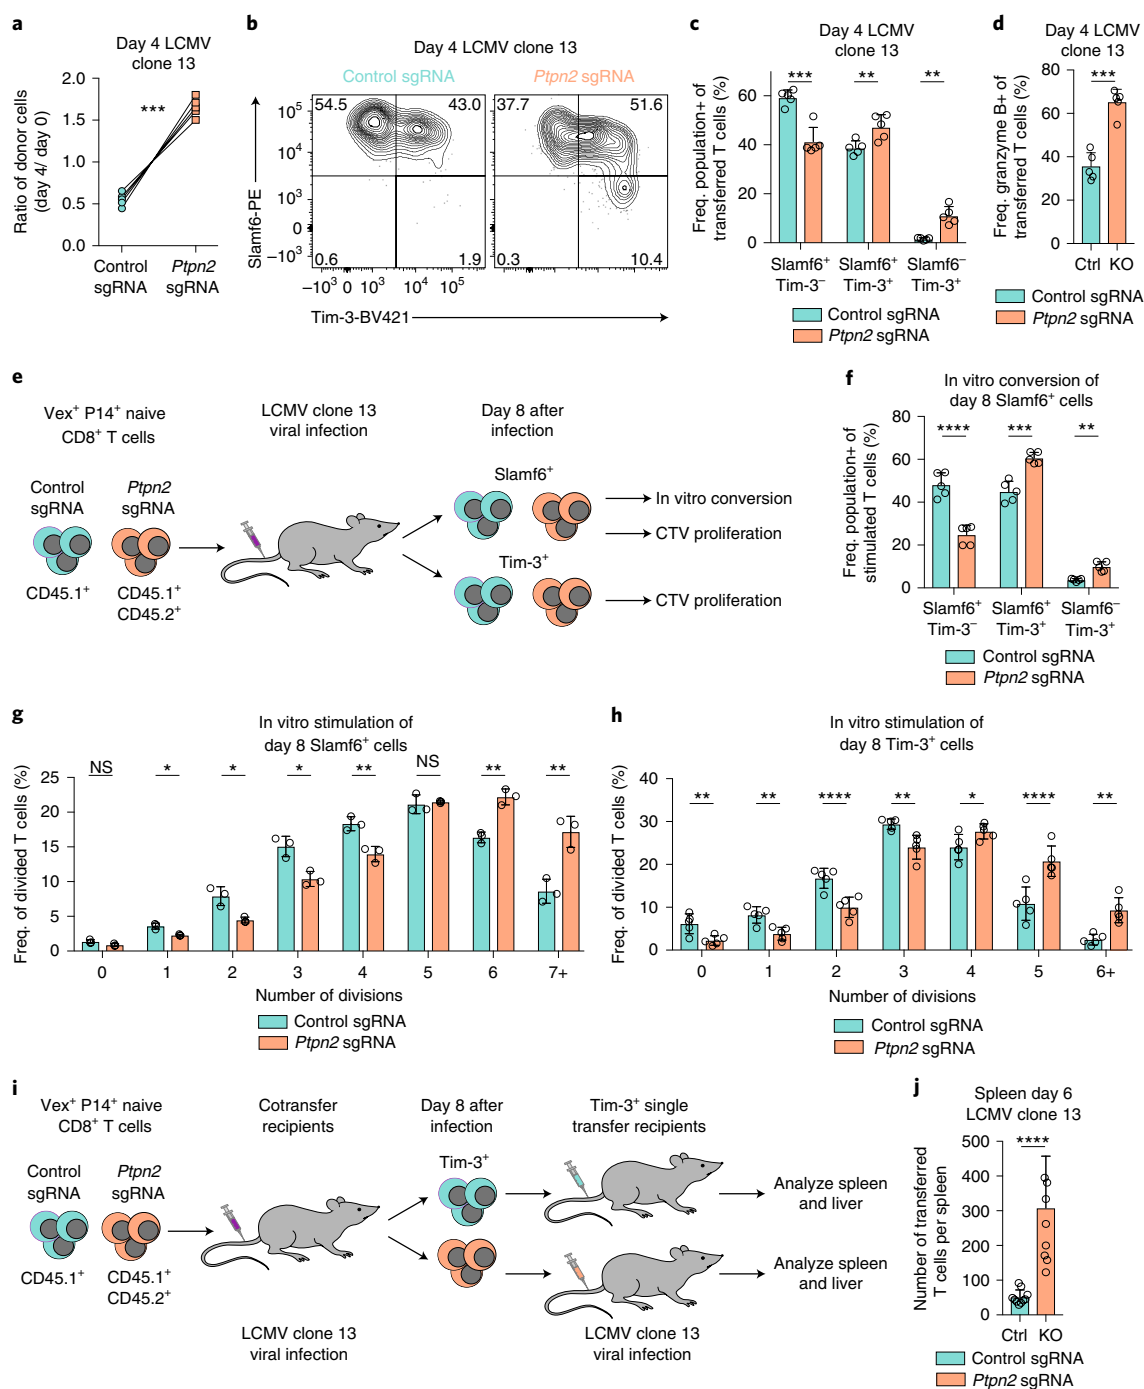 a
Day 4 LCMV
clone 13
2.0
1.5
1.0
0.5
0.0
***
Ratio of donor cells
(day 4/ day 0)
Control
sgRNA
Ptpn2
sgRNA
b
Day 4 LCMV clone 13
Control sgRNA
Ptpn2 sgRNA
54.5
43.0
0.6
1.9
37.7
51.6
0.3
10.4
10⁵
10⁴
10³
0
−10³
Slamf6-PE
−10³ 0 10³ 10⁴ 10⁵
−10³ 0 10³ 10⁴ 10⁵
Tim-3-BV421
c
Day 4 LCMV
clone 13
***
**
**
60
40
20
0
Freq. population+ of
transferred T cells (%)
Slamf6⁺
Tim-3⁻
Slamf6⁺
Tim-3⁺
Slamf6⁻
Tim-3⁺
Control sgRNA
Ptpn2 sgRNA
d
Day 4 LCMV
clone 13
***
80
60
40
20
0
Freq. granzyme B+ of
transferred T cells (%)
Ctrl KO
Control sgRNA
Ptpn2 sgRNA
e
Vex⁺ P14⁺ naive
CD8⁺ T cells
LCMV clone 13
viral infection
Day 8 after
infection
Control
sgRNA
Ptpn2
sgRNA
CD45.1⁺
CD45.1⁺
CD45.2⁺
Slamf6⁺
In vitro conversion
CTV proliferation
Tim-3⁺
CTV proliferation
f
In vitro conversion of
day 8 Slamf6⁺ cells
****
***
**
80
60
40
20
0
Freq. population+ of
stimulated T cells (%)
Slamf6⁺
Tim-3⁻
Slamf6⁺
Tim-3⁺
Slamf6⁻
Tim-3⁺
Control sgRNA
Ptpn2 sgRNA
g
In vitro stimulation of
day 8 Slamf6⁺ cells
NS * * * ** NS ** **
25
20
15
10
5
0
Freq. of divided T cells (%)
0 1 2 3 4 5 6 7+
Number of divisions
Control sgRNA
Ptpn2 sgRNA
h
In vitro stimulation of
day 8 Tim-3⁺ cells
** ** **** ** * **** **
40
30
20
10
0
Freq. of divided T cells (%)
0 1 2 3 4 5 6+
Number of divisions
Control sgRNA
Ptpn2 sgRNA
i
Vex⁺ P14⁺ naive
CD8⁺ T cells
Cotransfer
recipients
Day 8 after
infection
Tim-3⁺ single
transfer recipients
Control
sgRNA
Ptpn2
sgRNA
CD45.1⁺
CD45.1⁺
CD45.2⁺
Tim-3⁺
Analyze spleen
and liver
Analyze spleen
and liver
LCMV clone 13
viral infection
LCMV clone 13
viral infection
j
Spleen day 6
LCMV clone 13
****
500
400
300
200
100
0
Number of transferred
T cells per spleen
Ctrl KO
Control sgRNA
Ptpn2 sgRNA